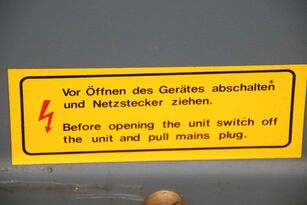 Vor Öffnen des Gerätes abschalten
und Netzstecker ziehen.
Before opening the unit switch off
the unit and pull mains plug.